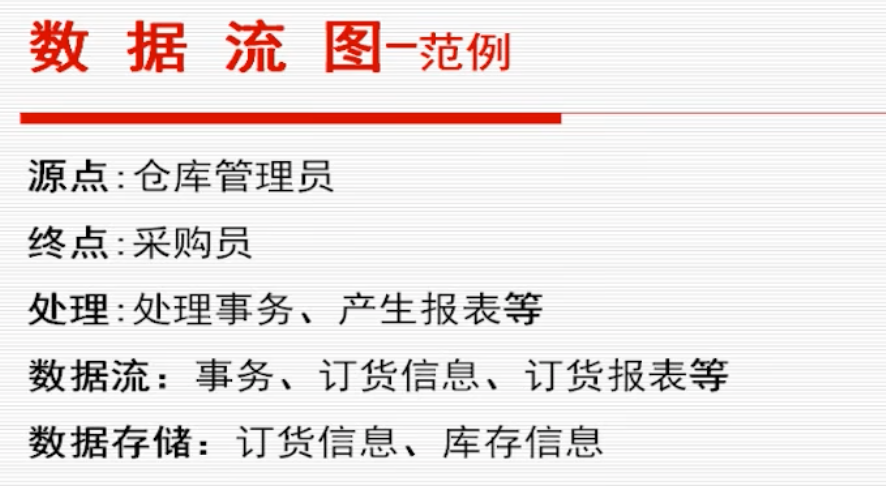 数 据 流 图—范例
源点:仓库管理员
终点:采购员
处理:处理事务、产生报表等
数据流：事务、订货信息、订货报表等
数据存储：订货信息、库存信息